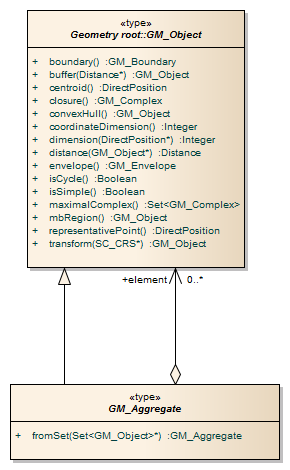 «type»
Geometry root::GM_Object
+ boundary() :GM_Boundary
+ buffer(Distance*) :GM_Object
+ centroid() :DirectPosition
+ closure() :GM_Complex
+ convexHull() :GM_Object
+ coordinateDimension() :Integer
+ dimension(DirectPosition*) :Integer
+ distance(GM_Object*) :Distance
+ envelope() :GM_Envelope
+ isCycle() :Boolean
+ isSimple() :Boolean
+ maximalComplex() :Set<GM_Complex>
+ mbRegion() :GM_Object
+ representativePoint() :DirectPosition
+ transform(SC_CRS*) :GM_Object
+element 0..*
«type»
GM_Aggregate
+ fromSet(Set<GM_Object>*) :GM_Aggregate